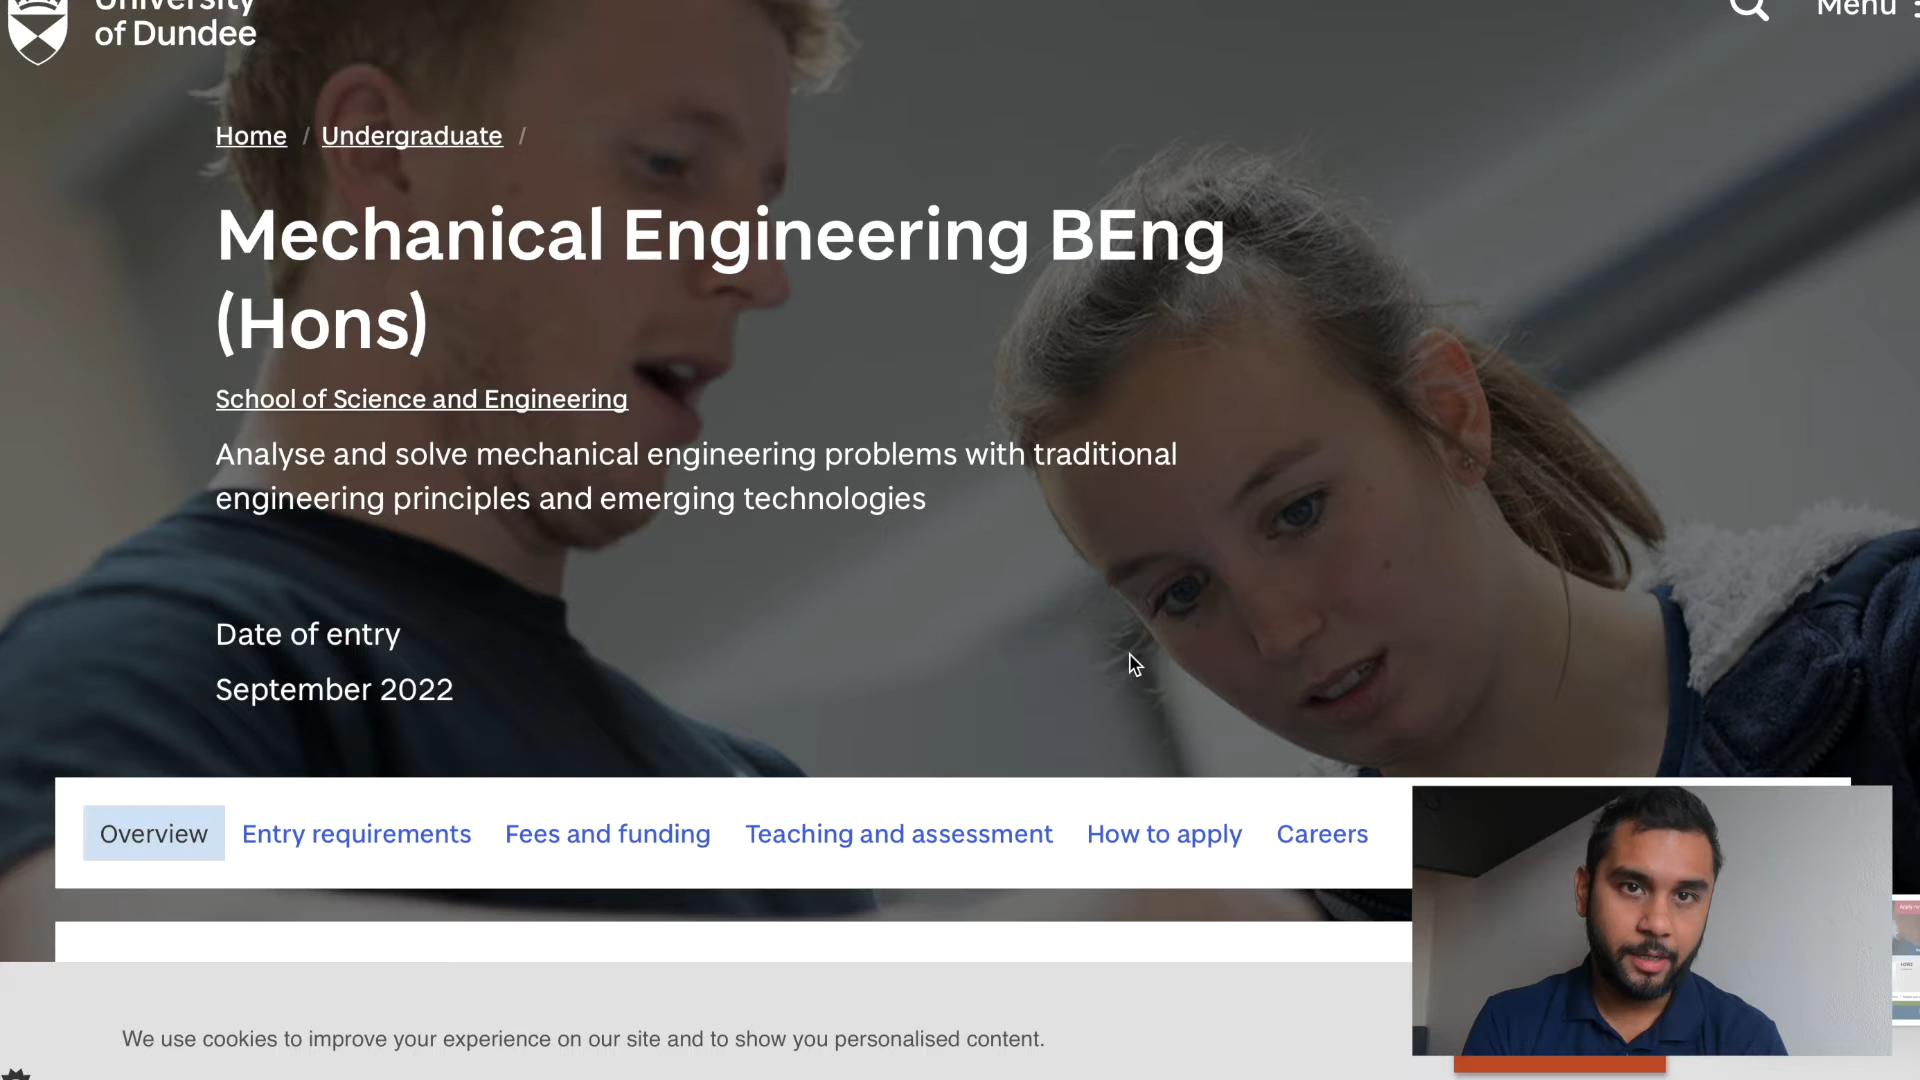 University
of Dundee
Menu
Home / Undergraduate /
Mechanical Engineering BEng
(Hons)
School of Science and Engineering
Analyse and solve mechanical engineering problems with traditional
engineering principles and emerging technologies
Date of entry
September 2022
Overview Entry requirements Fees and funding Teaching and assessment How to apply Careers
We use cookies to improve your experience on our site and to show you personalised content.